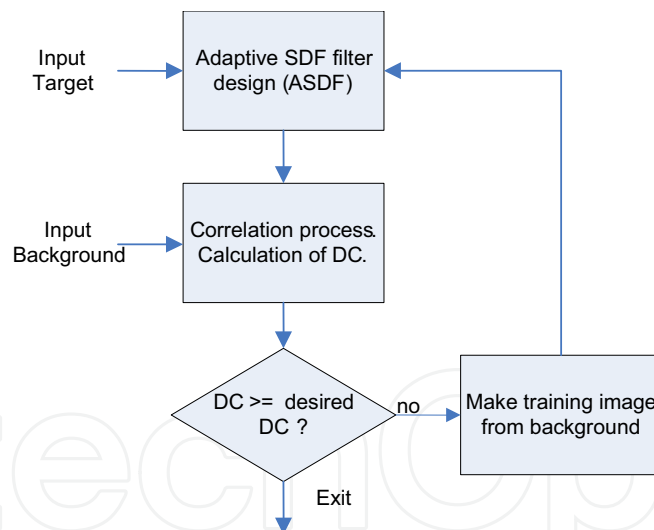 Input
Target
Adaptive SDF filter
design (ASDF)
Input
Background
Correlation process.
Calculation of DC.
DC >= desired
DC ?
no
Make training image
from background
Exit